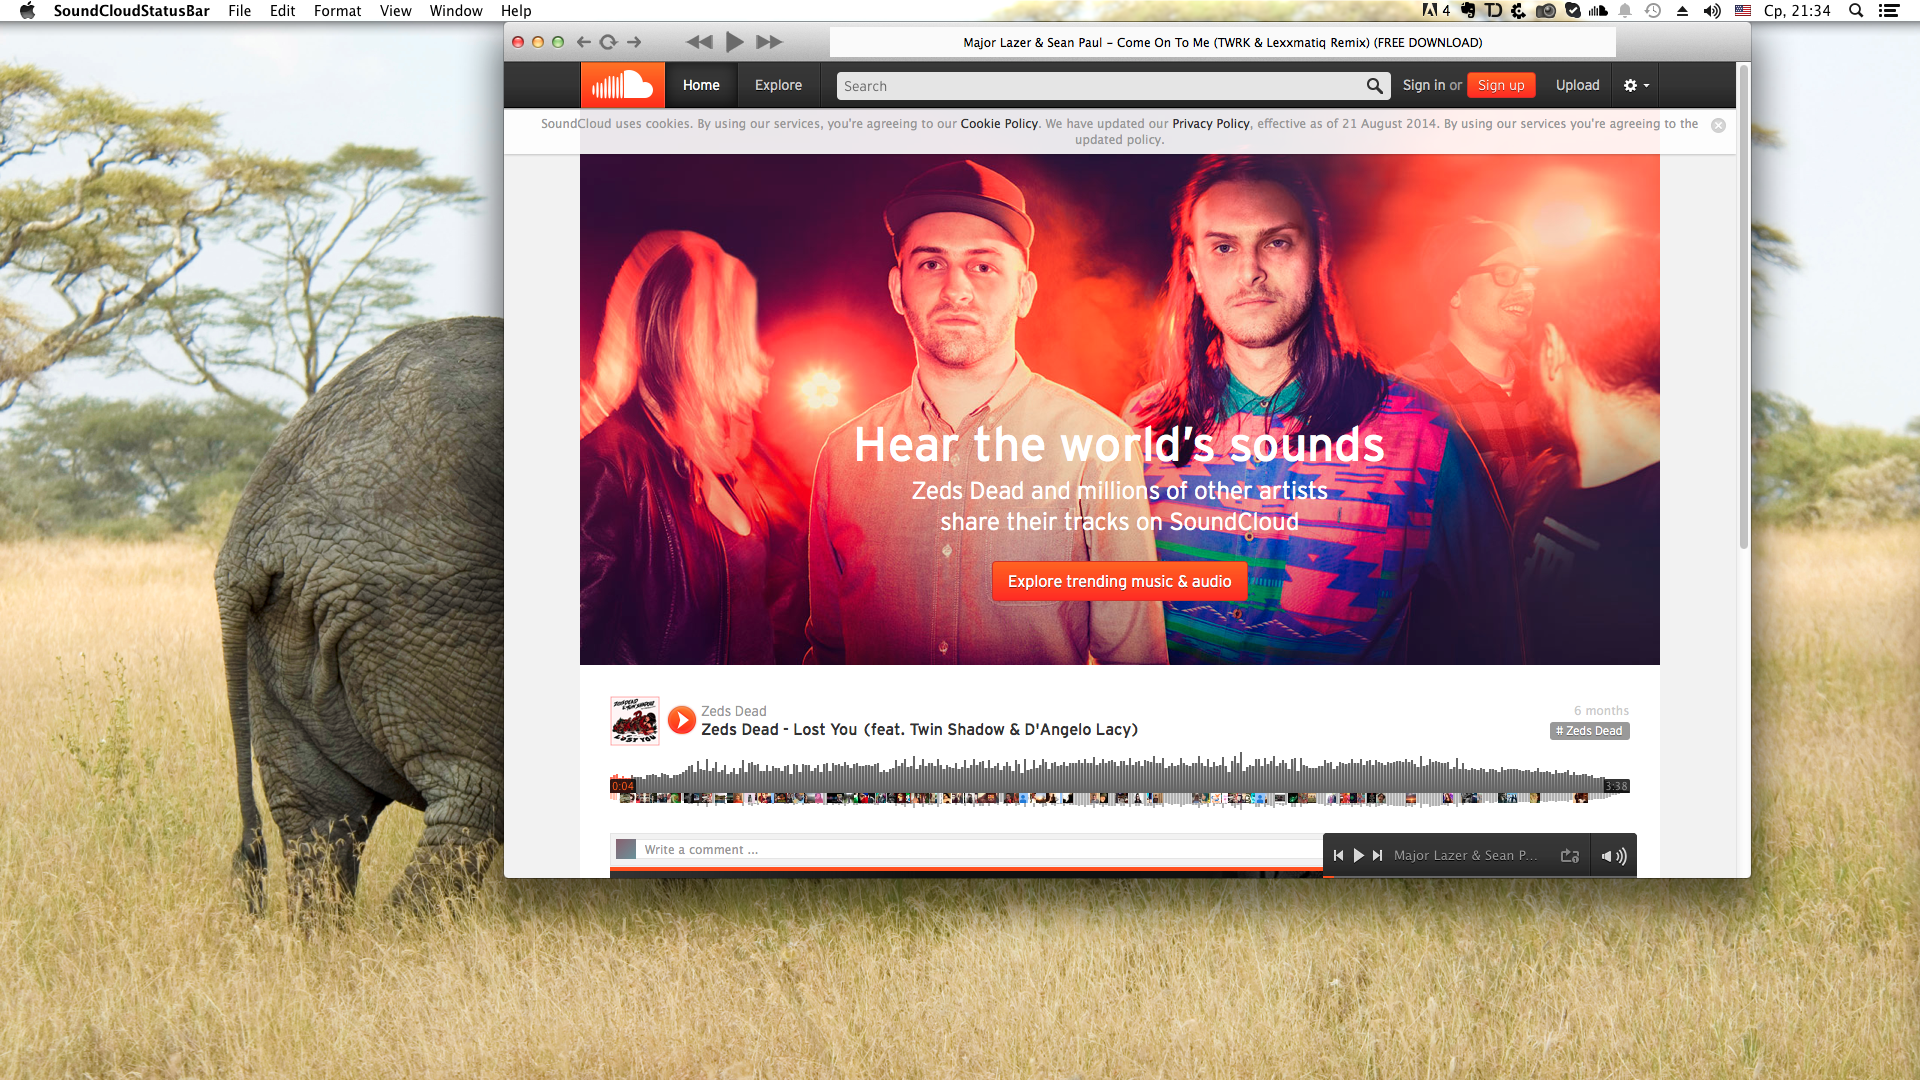 SoundCloudStatusBar File Edit Format View Window Help
4 Ср, 21:34
Major Lazer & Sean Paul – Come On To Me (TWRK & Lexxmatiq Remix) (FREE DOWNLOAD)
Home Explore Search Sign in or Sign up Upload
SoundCloud uses cookies. By using our services, you're agreeing to our Cookie Policy. We have updated our Privacy Policy, effective as of 21 August 2014. By using our services you're agreeing to the
updated policy.
Hear the world's sounds
Zeds Dead and millions of other artists
share their tracks on SoundCloud
Explore trending music & audio
Zeds Dead
6 months
Zeds Dead - Lost You (feat. Twin Shadow & D'Angelo Lacy)
# Zeds Dead
LOST YOU
0:04
3:38
Write a comment ...
Major Lazer & Sean P...